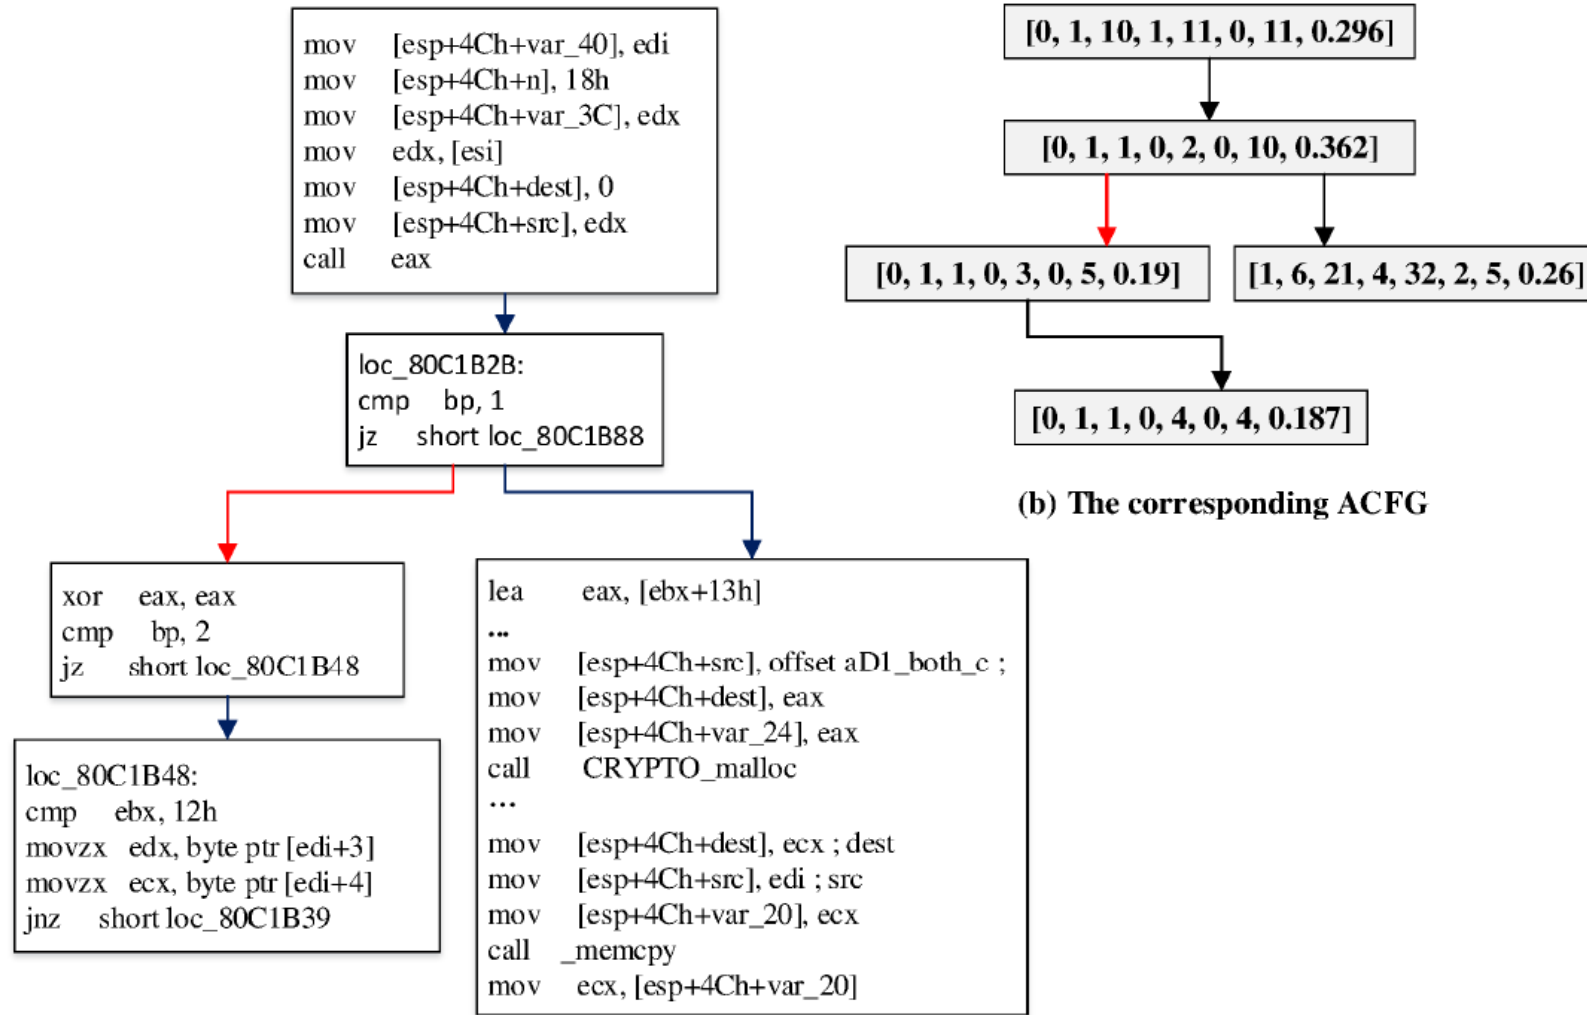 mov [esp+4Ch+var_40], edi
mov [esp+4Ch+n], 18h
mov [esp+4Ch+var_3C], edx
mov edx, [esi]
mov [esp+4Ch+dest], 0
mov [esp+4Ch+src], edx
call eax
loc_80C1B2B:
cmp bp, 1
jz short loc_80C1B88
xor eax, eax
cmp bp, 2
jz short loc_80C1B48
loc_80C1B48:
cmp ebx, 12h
movzx edx, byte ptr [edi+3]
movzx ecx, byte ptr [edi+4]
jnz short loc_80C1B39
lea eax, [ebx+13h]
...
mov [esp+4Ch+src], offset aD1_both_c ;
mov [esp+4Ch+dest], eax
mov [esp+4Ch+var_24], eax
call CRYPTO_malloc
...
mov [esp+4Ch+dest], ecx ; dest
mov [esp+4Ch+src], edi ; src
mov [esp+4Ch+var_20], ecx
call _memcpy
mov ecx, [esp+4Ch+var_20]
[0, 1, 10, 1, 11, 0, 11, 0.296]
[0, 1, 1, 0, 2, 0, 10, 0.362]
[0, 1, 1, 0, 3, 0, 5, 0.19]
[1, 6, 21, 4, 32, 2, 5, 0.26]
[0, 1, 1, 0, 4, 0, 4, 0.187]
(b) The corresponding ACFG